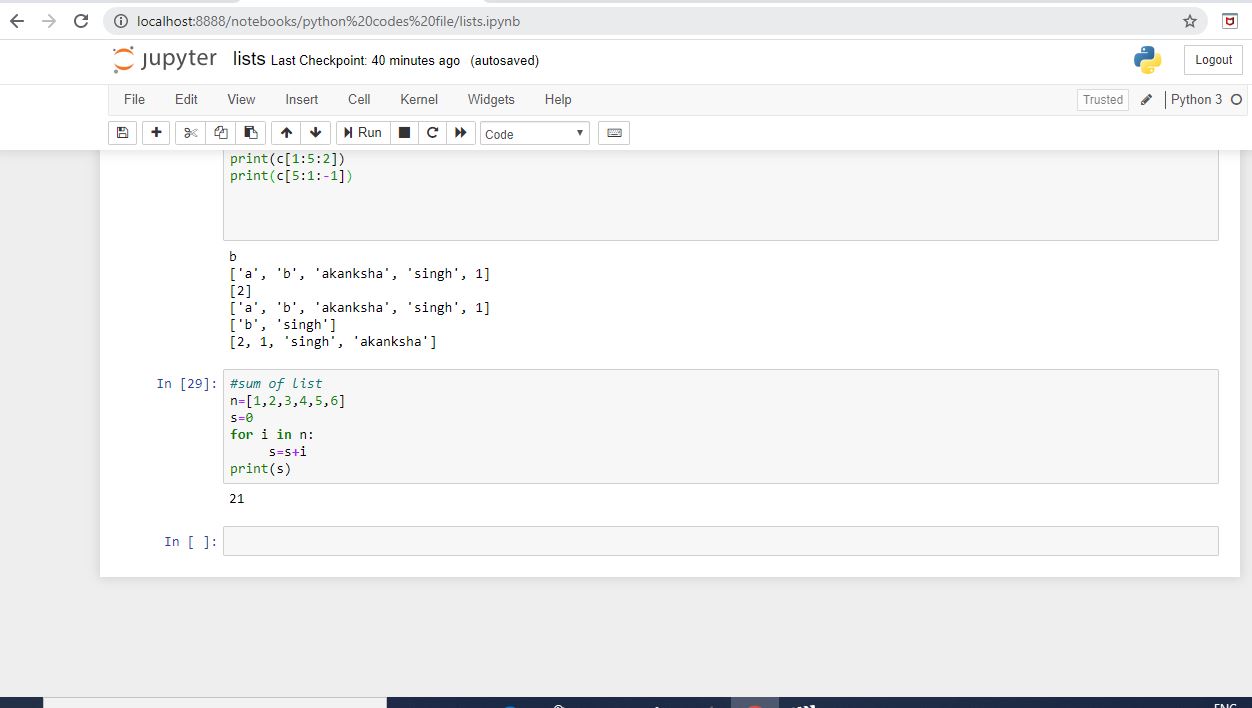 localhost:8888/notebooks/python%20codes%20file/lists.ipynb
jupyter lists Last Checkpoint: 40 minutes ago (autosaved)
Logout
File Edit View Insert Cell Kernel Widgets Help
Trusted
Python 3
Run
Code
print(c[1:5:2])
print(c[5:1:-1])
b
['a', 'b', 'akanksha', 'singh', 1]
[2]
['a', 'b', 'akanksha', 'singh', 1]
['b', 'singh']
[2, 1, 'singh', 'akanksha']
In [29]:
#sum of list
n=[1,2,3,4,5,6]
s=0
for i in n:
     s=s+i
print(s)
21
In [ ]:
ENG